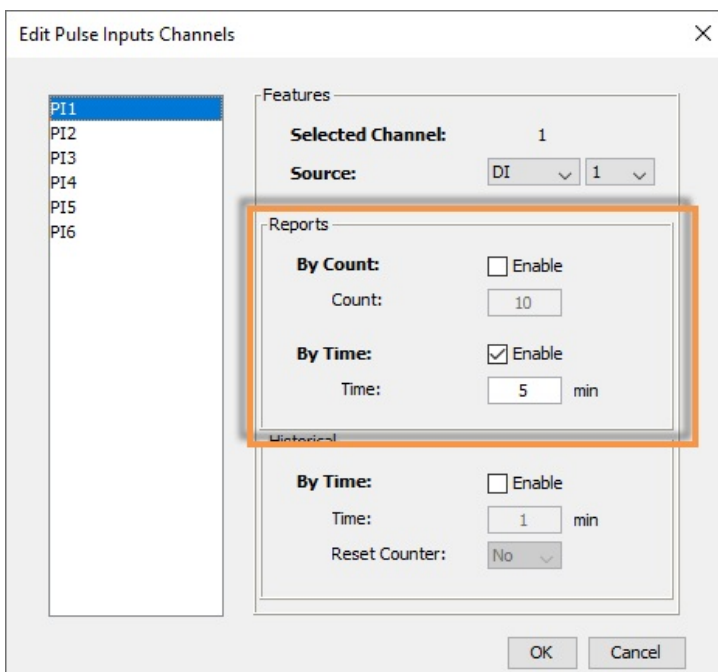 Edit Pulse Inputs Channels
PI1
PI2
PI3
PI4
PI5
PI6
Features
Selected Channel: 1
Source: DI 1
Reports
By Count: Enable
Count: 10
By Time: Enable
Time: 5 min
Historical
By Time: Enable
Time: 1 min
Reset Counter: No
OK Cancel